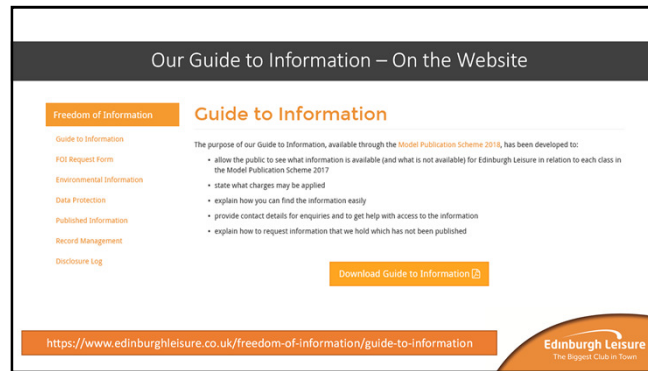 Our Guide to Information – On the Website
Freedom of Information
Guide to Information
FOI Request Form
Environmental Information
Data Protection
Published Information
Record Management
Disclosure Log
Guide to Information
The purpose of our Guide to Information, available through the Model Publication Scheme 2018, has been developed to:
• allow the public to see what information is available (and what is not available) for Edinburgh Leisure in relation to each class in
the Model Publication Scheme 2017
• state what charges may be applied
• explain how you can find the information easily
• provide contact details for enquiries and to get help with access to the information
• explain how to request information that we hold which has not been published
Download Guide to Information
https://www.edinburghleisure.co.uk/freedom-of-information/guide-to-information
Edinburgh Leisure
The Biggest Club in Town